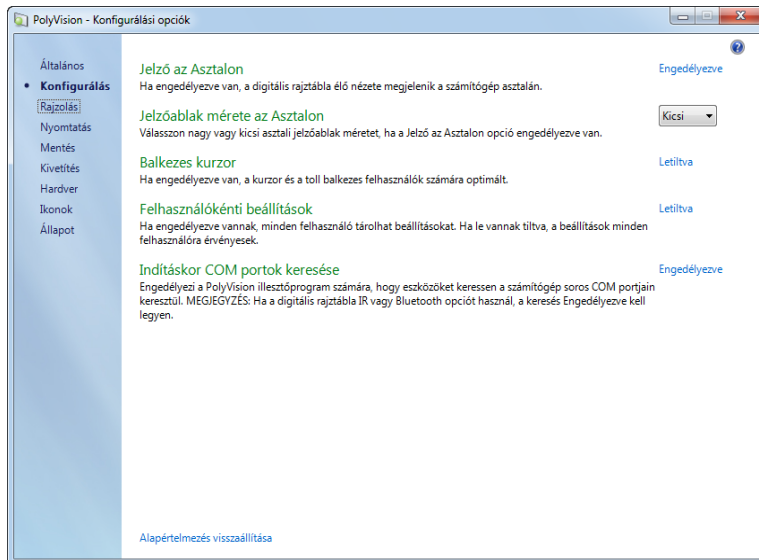 PolyVision - Konfigurálási opciók
Általános
Konfigurálás
Rajzolás
Nyomtatás
Mentés
Kivetítés
Hardver
Ikonok
Állapot
Jelző az Asztalon
Engedélyezve
Ha engedélyezve van, a digitális rajztábla élő nézete megjelenik a számítógép asztalán.
Jelzőablak mérete az Asztalon
Kicsi
Válasszon nagy vagy kicsi asztali jelzőablak méretet, ha a Jelző az Asztalon opció engedélyezve van.
Balkezes kurzor
Letiltva
Ha engedélyezve van, a kurzor és a toll balkezes felhasználók számára optimált.
Felhasználókénti beállítások
Letiltva
Ha engedélyezve vannak, minden felhasználó tárolhat beállításokat. Ha le vannak tiltva, a beállítások minden
felhasználóra érvényesek.
Indításkor COM portok keresése
Engedélyezve
Engedélyezi a PolyVision illesztőprogram számára, hogy eszközöket keressen a számítógép soros COM portjain
keresztül. MEGJEGYZÉS: Ha a digitális rajztábla IR vagy Bluetooth opciót használ, a keresés Engedélyezve kell
legyen.
Alapértelmezés visszaállítása